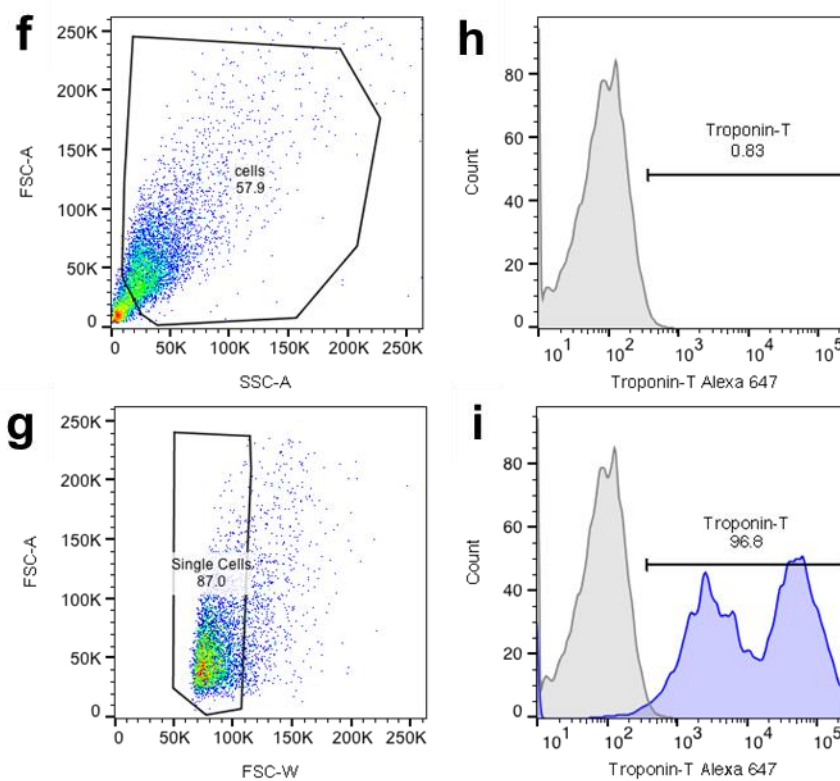 f
250K
200K
150K
100K
50K
0
FSC-A
cells
57.9
0 50K 100K 150K 200K 250K
SSC-A
h
80
60
40
20
0
Count
Troponin-T
0.83
10^1 10^2 10^3 10^4 10^5
Troponin-T Alexa 647
g
250K
200K
150K
100K
50K
0
FSC-A
Single Cells
87.0
0 50K 100K 150K 200K 250K
FSC-W
i
80
60
40
20
0
Count
Troponin-T
96.8
10^1 10^2 10^3 10^4 10^5
Troponin-T Alexa 647